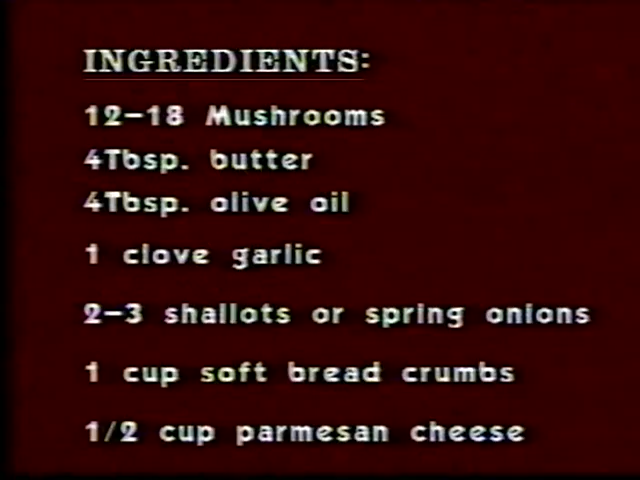 INGREDIENTS:
12-18 Mushrooms
4Tbsp. butter
4Tbsp. olive oil
1 clove garlic
2-3 shallots or spring onions
1 cup soft bread crumbs
1/2 cup parmesan cheese